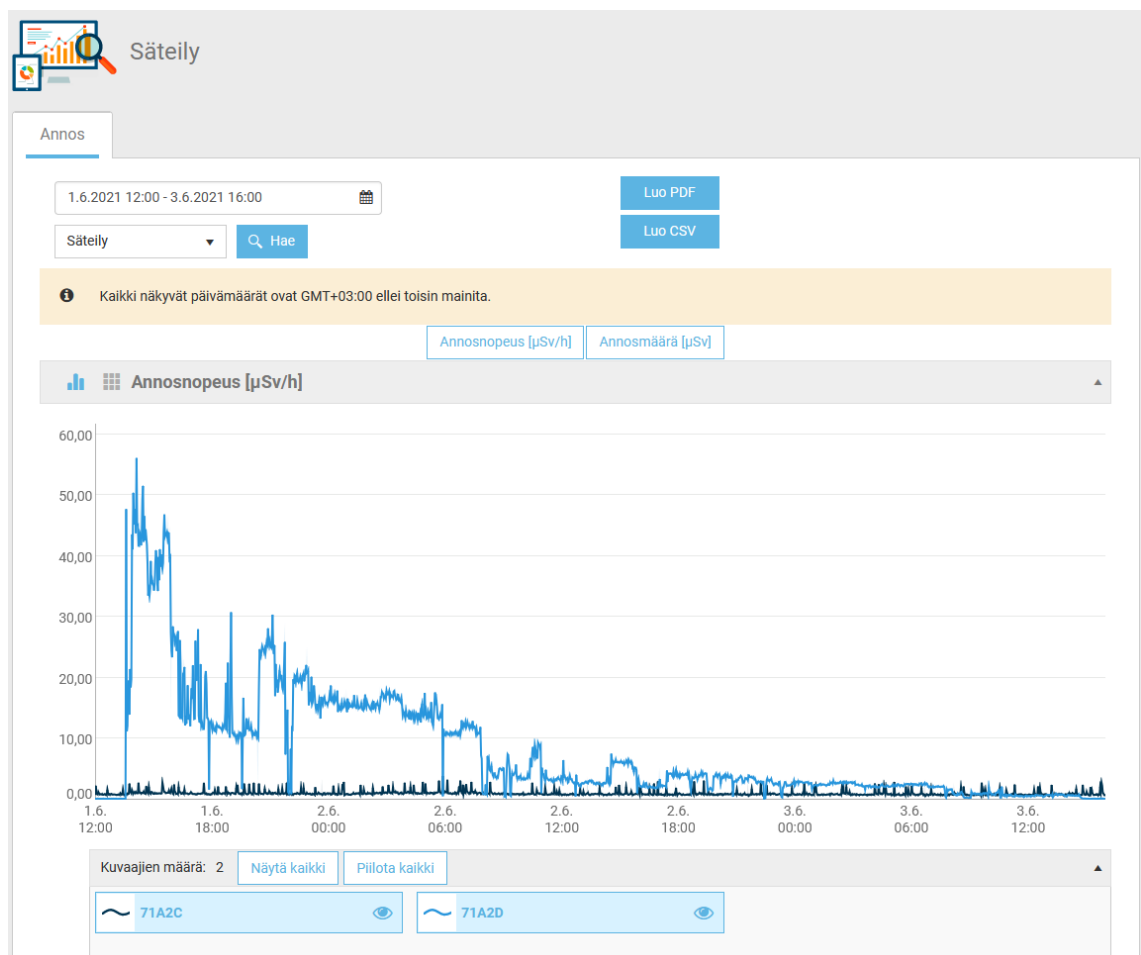 Säteily
Annos
1.6.2021 12:00 - 3.6.2021 16:00
Luo PDF
Säteily
Hae
Luo CSV
Kaikki näkyvät päivämäärät ovat GMT+03:00 ellei toisin mainita.
Annosnopeus [µSv/h] Annosmäärä [µSv]
Annosnopeus [µSv/h]
60,00
50,00
40,00
30,00
20,00
10,00
0,00
1.6. 1.6. 2.6. 2.6. 2.6. 2.6. 3.6. 3.6. 3.6.
12:00 18:00 00:00 06:00 12:00 18:00 00:00 06:00 12:00
Kuvaajien määrä: 2 Näytä kaikki Piilota kaikki
71A2C 71A2D